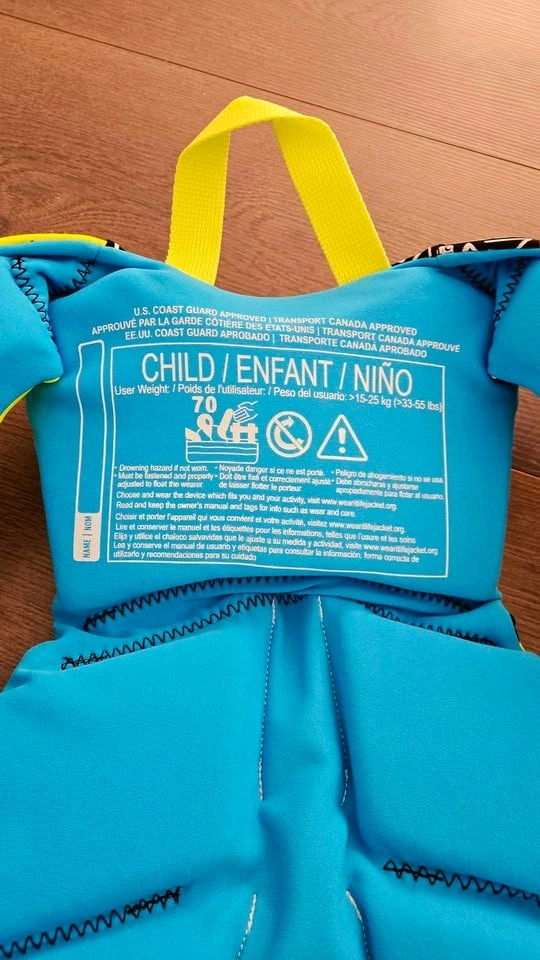 U.S. COAST GUARD APPROVED | TRANSPORT CANADA APPROVED
APPROUVÉ PAR LA GARDE CÔTIERE DES ETATS-UNIS | TRANSPORT CANADA APPROUVÉ
EE.UU. COAST GUARD APROBADO | TRANSPORTE CANADA APROBADO
CHILD / ENFANT / NIÑO
User Weight: / Poids de l'utilisateur: / Peso del usuario: >15-25 kg (>33-55 lbs)
70
• Drowning hazard if not worn.
• Must be fastened and properly
adjusted to float the wearer.
• Noyade danger si ce ne est porté.
• Doit être fixé et correctement ajusté
de laisser flotter le porteur
• Peligro de ahogamiento si no se usa
• Debe abrocharse y ajustarse
apropiadamente para flotar al usuario.
Choose and wear the device which fits you and your activity, visit www.wearitlifejacket.org.
Read and keep the owner's manual and tags for info such as wear and care.
Choisir et porter l'appareil qui vous convient et votre activité, visitez www.wearitlifejacket.org.
Lire et conserver le manuel et les étiquettes pour les informations, telles que l'usure et les soins
Elija y utilice el chaleco salvavidas que le ajuste a su medida y actividad, visite www.wearitlifejacket.org.
Les y conserve el manual de usuario y etiquetas para consultar la información, forma correcta de
utilizarlo y recomendaciones para su cuidado
NAME | NOM